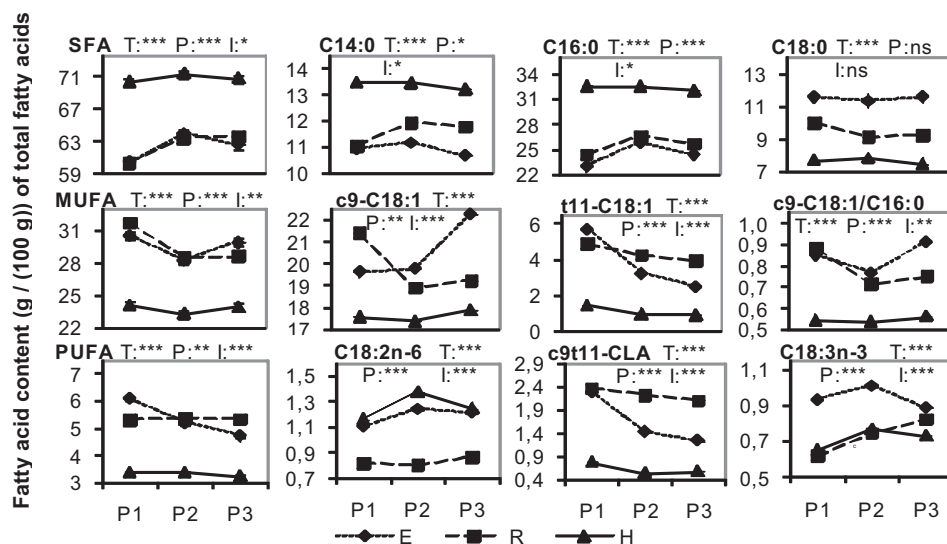 Fatty acid content (g / (100 g)) of total fatty acids)
SFA T:*** P:*** I:*
71
67
63
59
C14:0 T:*** P:*
I:*
14
13
12
11
10
C16:0 T:*** P:***
I:*
34
31
28
25
22
C18:0 T:*** P:ns
I:ns
13
11
9
7
MUFA T:*** P:*** I:**
31
28
25
22
c9-C18:1 T:***
P:** I:***
22
21
20
19
18
17
t11-C18:1 T:***
P:*** I:***
6
4
2
0
c9-C18:1/C16:0
T:*** P:*** I:**
1,0
0,9
0,8
0,7
0,6
0,5
PUFA T:*** P:** I:***
7
6
5
4
3
P1 P2 P3
C18:2n-6 T:***
P:*** I:***
1,5
1,3
1,1
0,9
0,7
P1 P2 P3
c9t11-CLA T:***
P:*** I:***
2,9
2,4
1,9
1,4
0,9
0,4
P1 P2 P3
C18:3n-3 T:***
P:*** I:***
1,1
0,9
0,7
0,5
P1 P2 P3
E R H